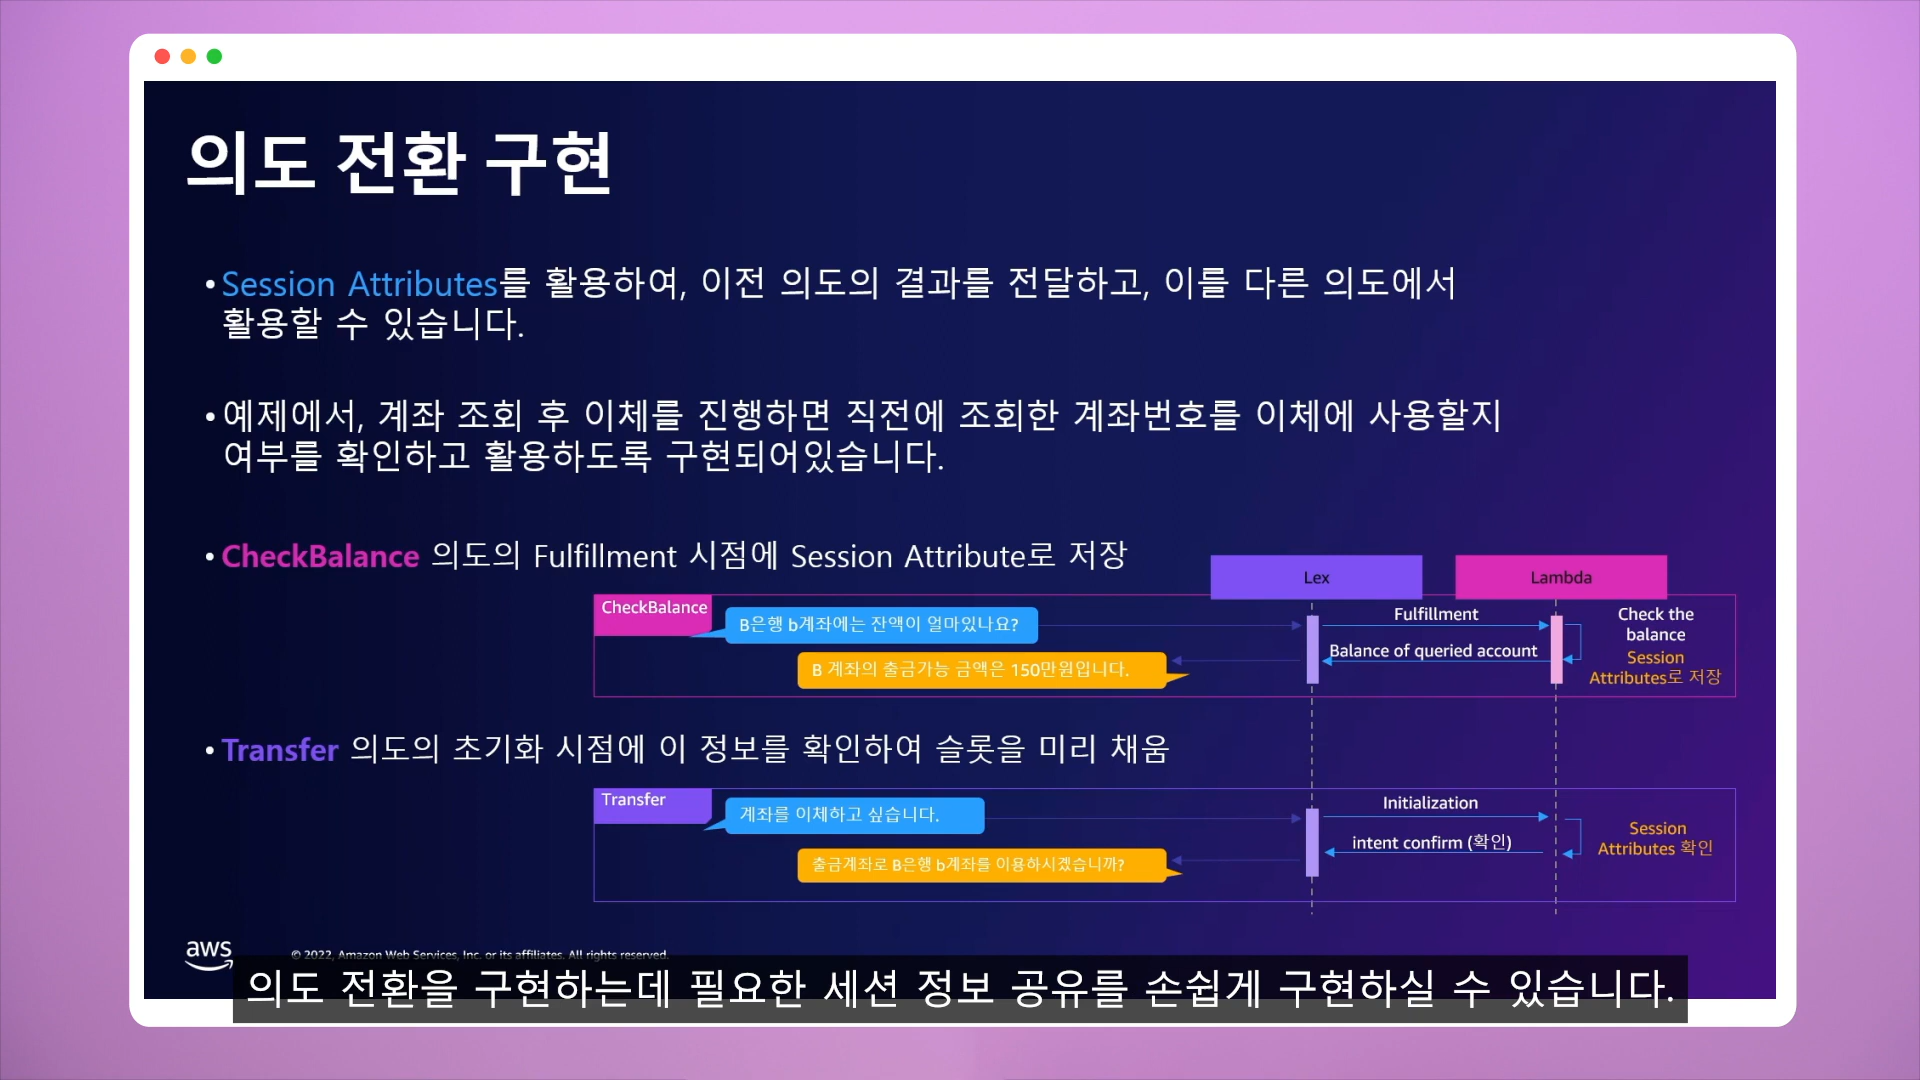 의도 전환 구현
• Session Attributes를 활용하여, 이전 의도의 결과를 전달하고, 이를 다른 의도에서
활용할 수 있습니다.
• 예제에서, 계좌 조회 후 이체를 진행하면 직전에 조회한 계좌번호를 이체에 사용할지
여부를 확인하고 활용하도록 구현되어있습니다.
• CheckBalance 의도의 Fulfillment 시점에 Session Attribute로 저장
Lex
Lambda
CheckBalance
B은행 b계좌에는 잔액이 얼마있나요?
B 계좌의 출금가능 금액은 150만원입니다.
Fulfillment
Balance of queried account
Check the
balance
Session
Attributes로 저장
• Transfer 의도의 초기화 시점에 이 정보를 확인하여 슬롯을 미리 채움
Transfer
계좌를 이체하고 싶습니다.
출금계좌로 B은행 b계좌를 이용하시겠습니까?
Initialization
intent confirm (확인)
Session
Attributes 확인
aws
© 2022, Amazon Web Services, Inc. or its affiliates. All rights reserved.
의도 전환을 구현하는데 필요한 세션 정보 공유를 손쉽게 구현하실 수 있습니다.